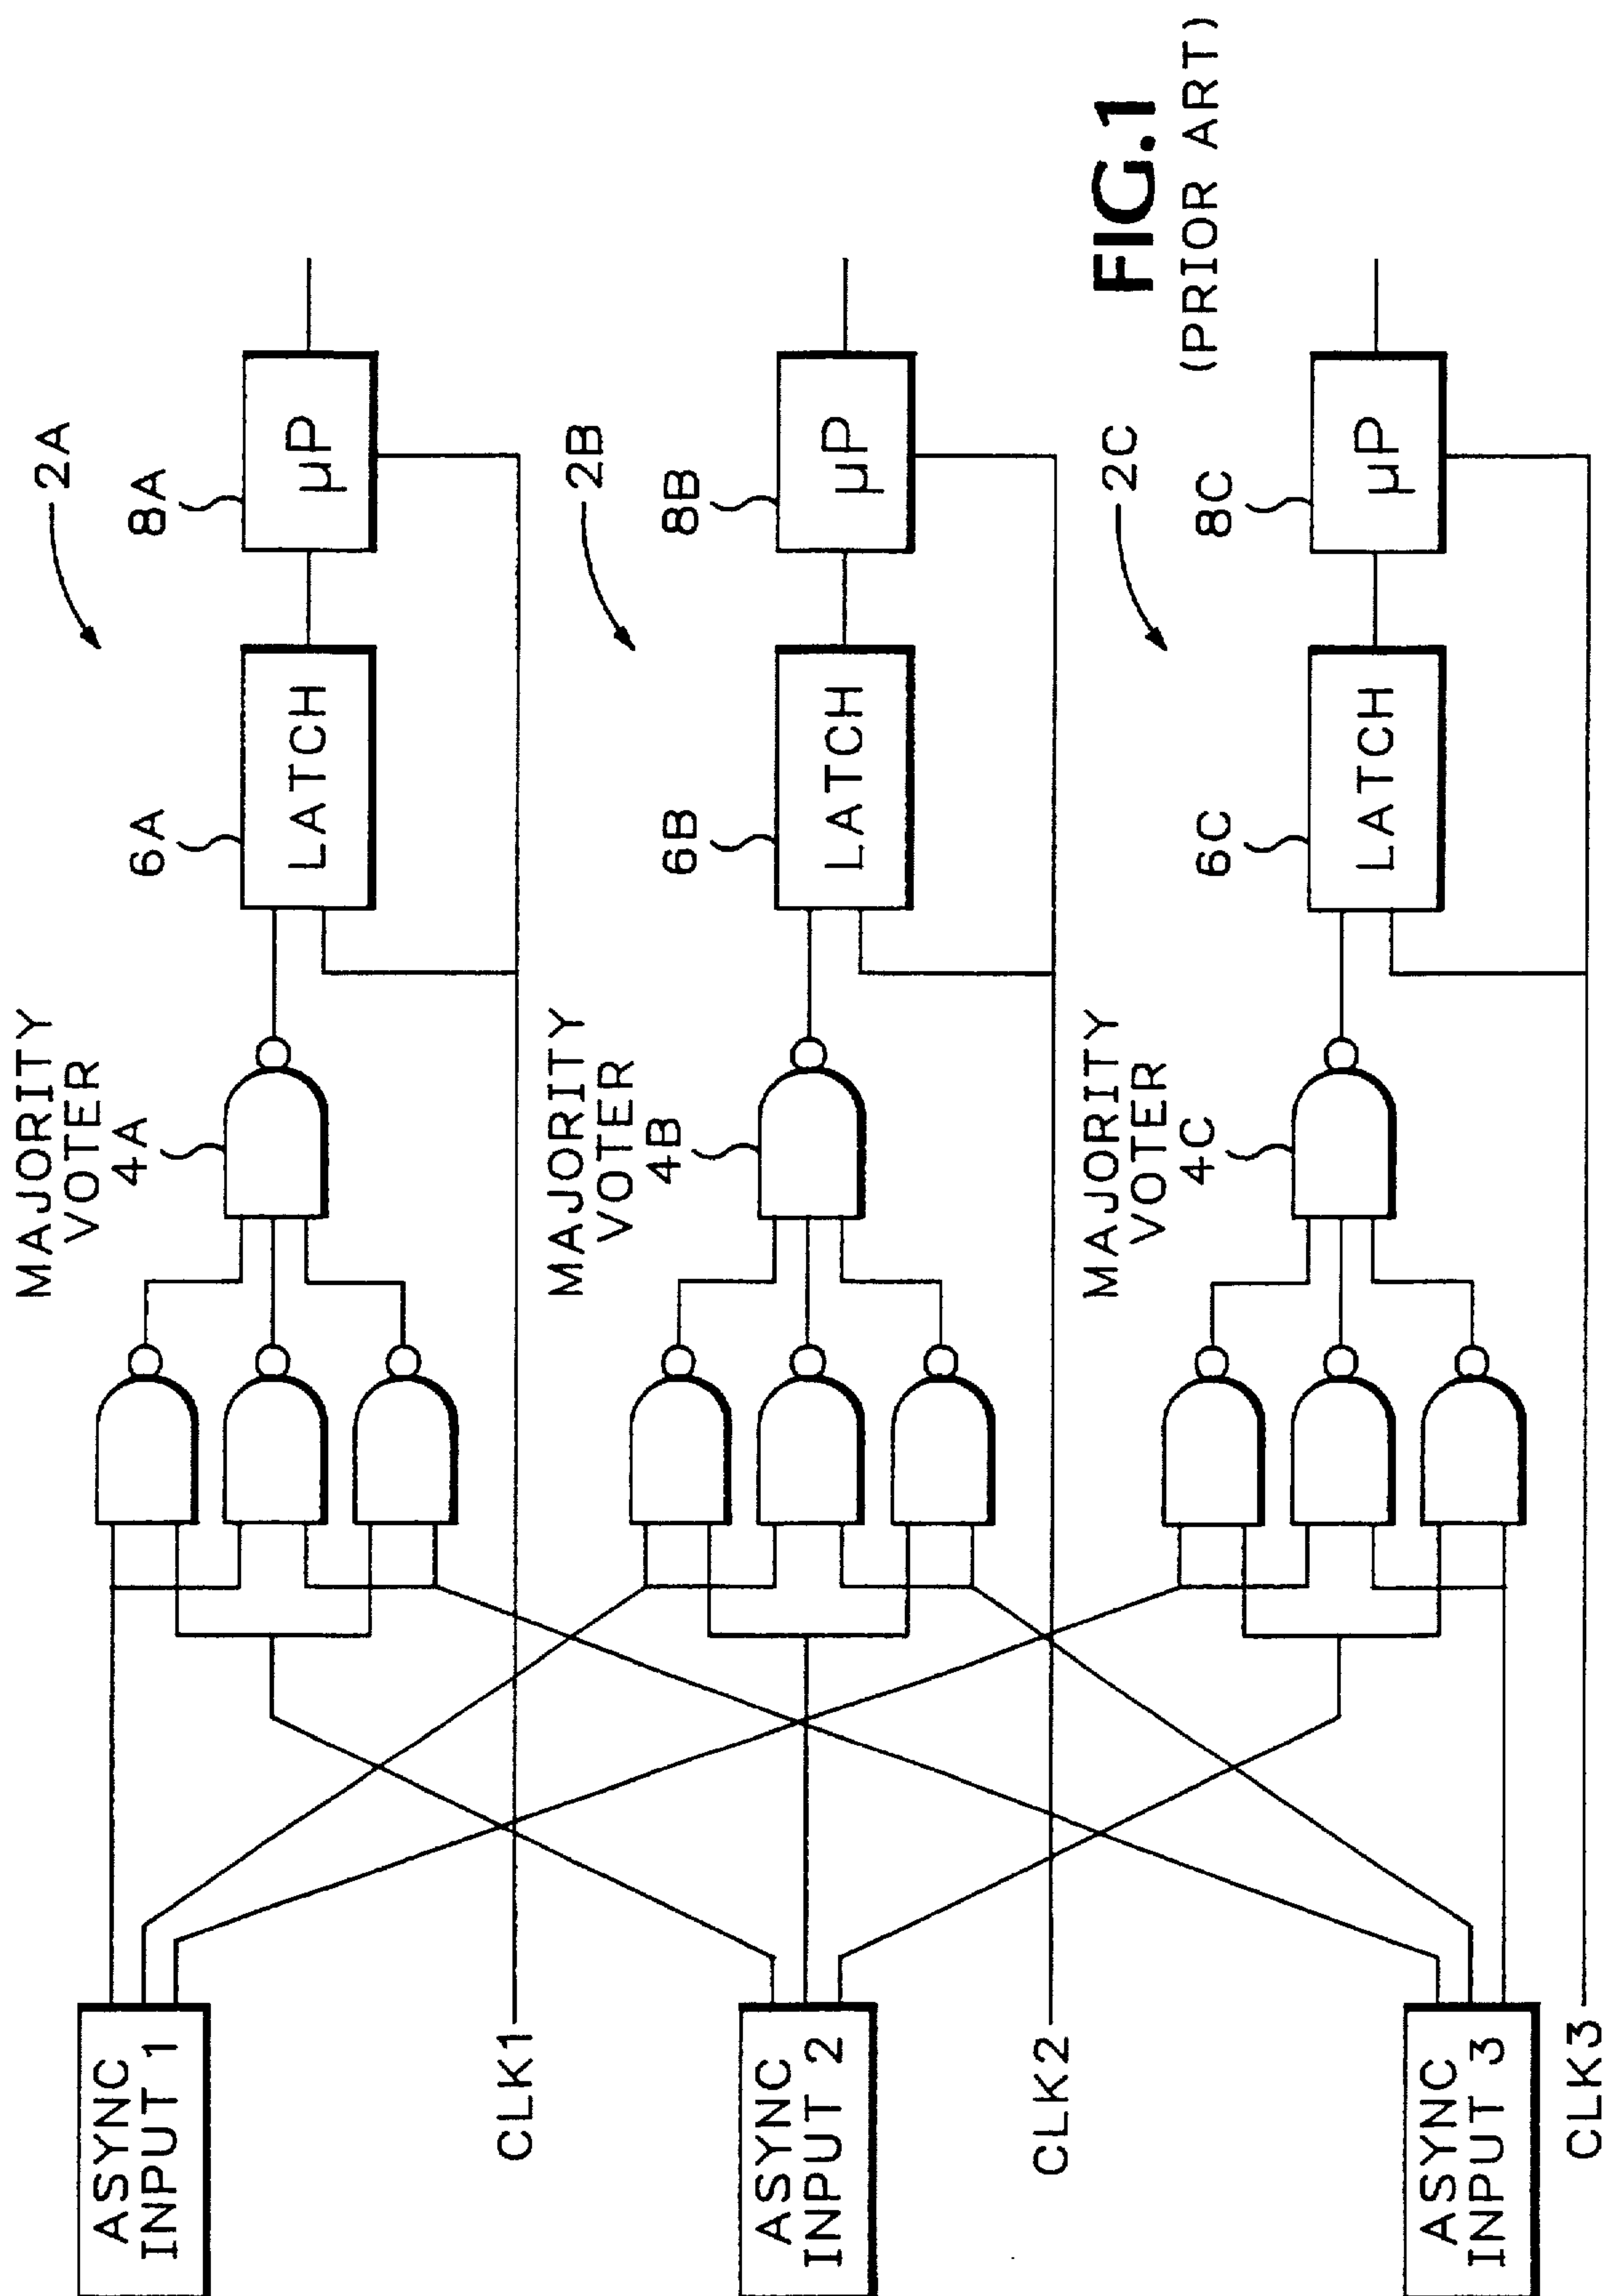 MAJORITY
VOTER
4A
6A
8A
2A
ASYNC
INPUT 1
LATCH
µP
CLK1
MAJORITY
VOTER
4B
6B
8B
2B
ASYNC
INPUT 2
LATCH
µP
CLK2
MAJORITY
VOTER
4C
6C
8C
2C
ASYNC
INPUT 3
LATCH
µP
CLK3
FIG.1
(PRIOR ART)